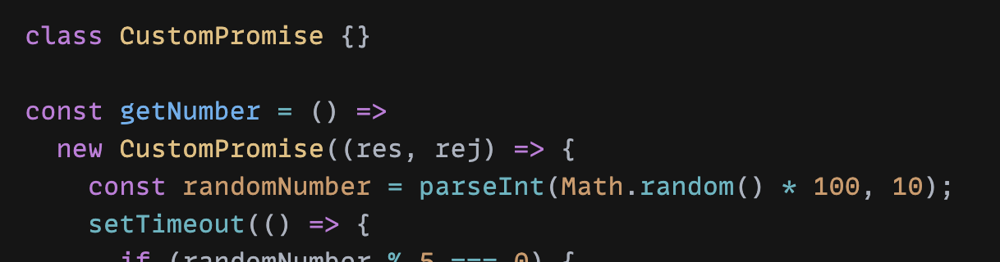 class CustomPromise {}
const getNumber = () =>
new CustomPromise((res, rej) => {
const randomNumber = parseInt(Math.random() * 100, 10);
setTimeout(() => {
if (randomNumber % 5 === 0) {